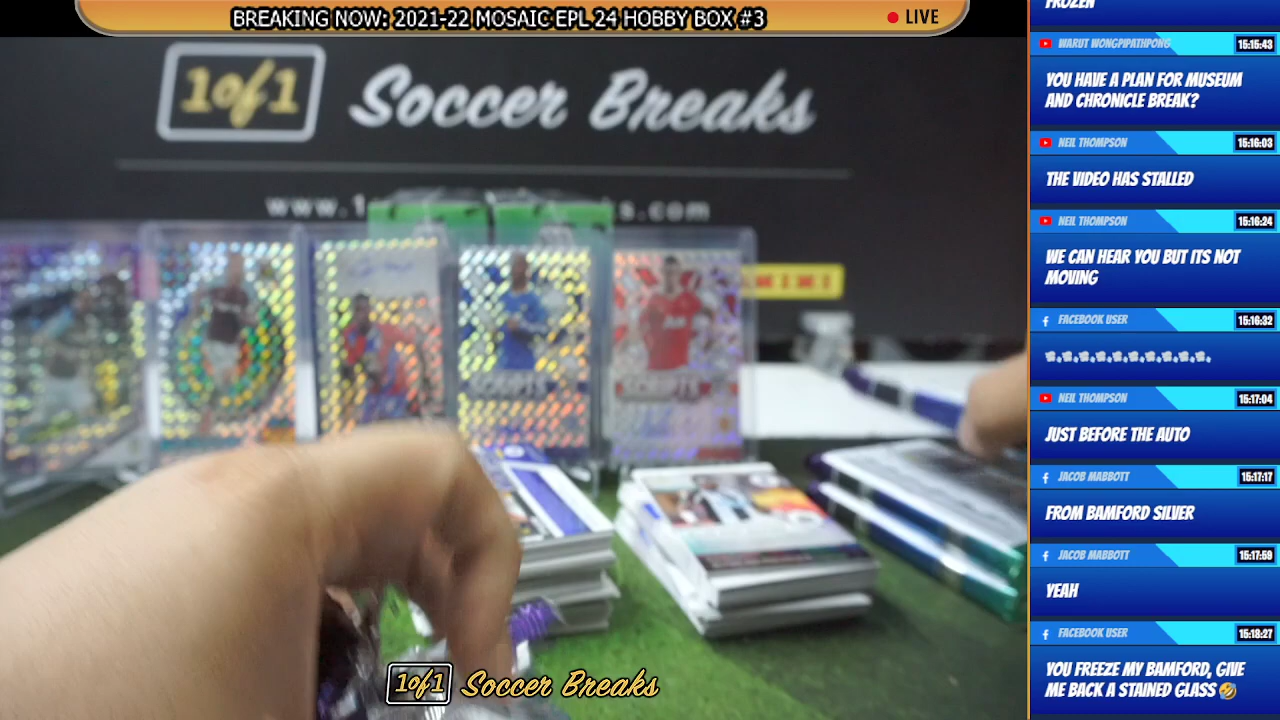 BREAKING NOW: 2021-22 MOSAIC EPL 24 HOBBY BOX #3
LIVE
1of1
Soccer Breaks
www.1
s.com
PANINI
SCRIPTS
SCRIPTS
1of1 Soccer Breaks
FROZEN
WARUT WONGPIPATHPONG
15:15:43
YOU HAVE A PLAN FOR MUSEUM
AND CHRONICLE BREAK?
NEIL THOMPSON
15:16:03
THE VIDEO HAS STALLED
NEIL THOMPSON
15:16:24
WE CAN HEAR YOU BUT ITS NOT
MOVING
FACEBOOK USER
15:16:32
NEIL THOMPSON
15:17:04
JUST BEFORE THE AUTO
JACOB MABBOTT
15:17:17
FROM BAMFORD SILVER
JACOB MABBOTT
15:17:59
YEAH
FACEBOOK USER
15:18:27
YOU FREEZE MY BAMFORD, GIVE
ME BACK A STAINED GLASS🤣